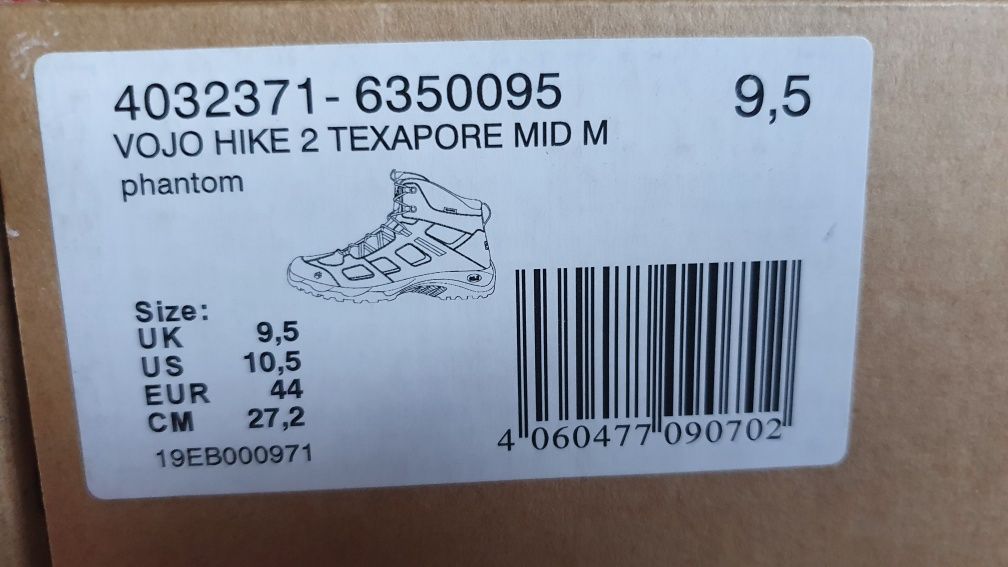 4032371- 6350095 9,5
VOJO HIKE 2 TEXAPORE MID M
phantom
Size:
UK 9,5
US 10,5
EUR 44
CM 27,2
19EB000971
4 060477 090702